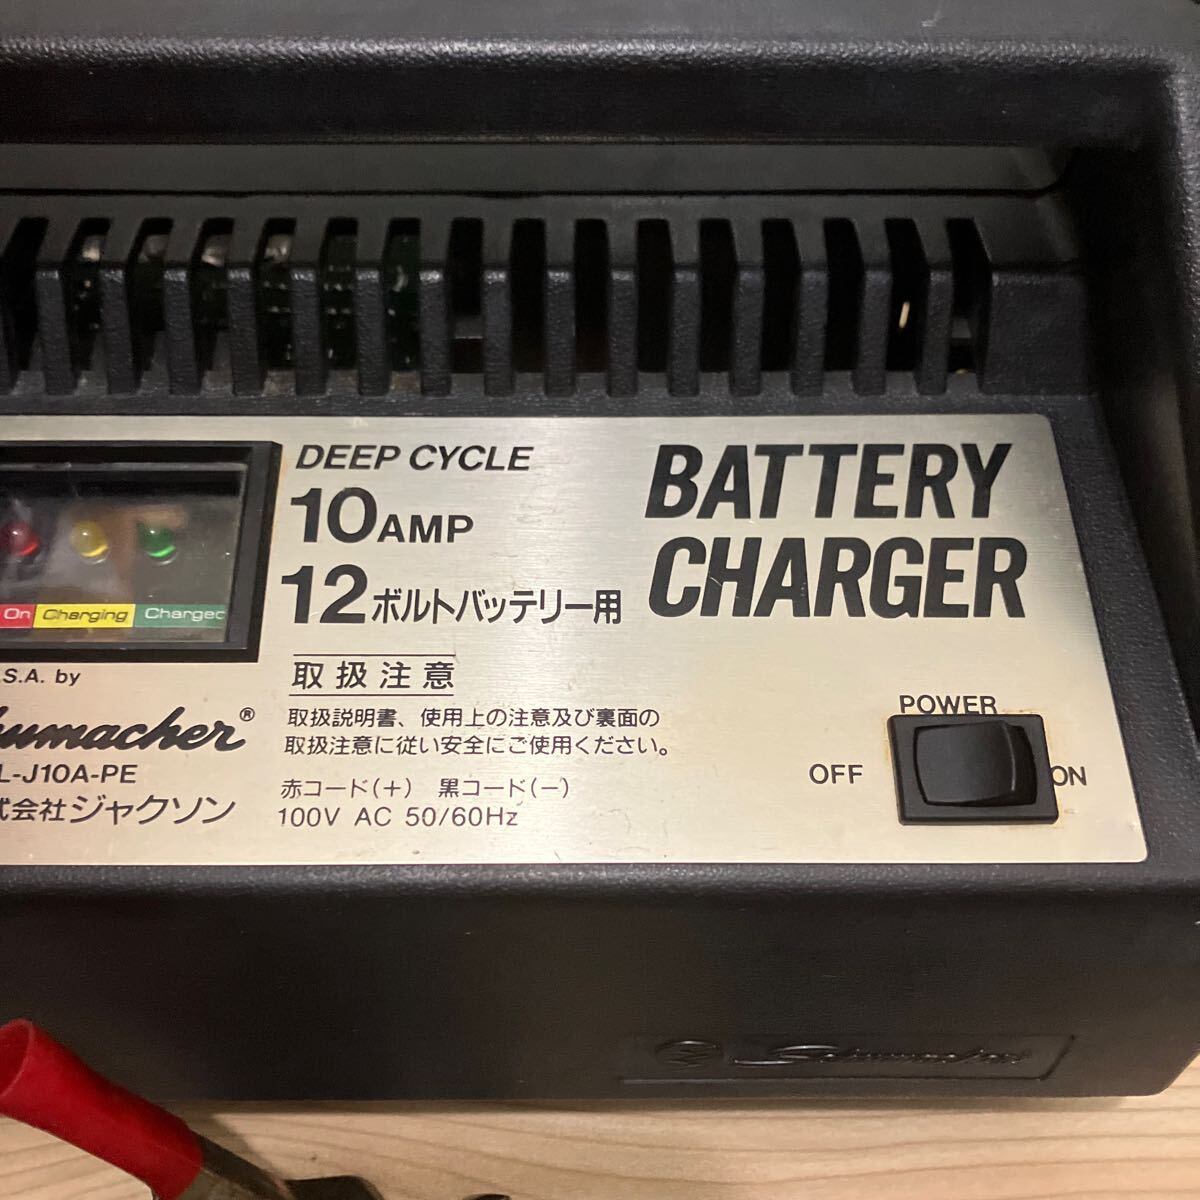 DEEP CYCLE
10AMP
12ボルトバッテリー用
BATTERY
CHARGER
On Charging Charged
取扱注意
取扱説明書、使用上の注意及び裏面の
取扱注意に従い安全にご使用ください。
赤コード(+) 黒コード(-)
100V AC 50/60Hz
.S.A. by
humacher®
L-J10A-PE
式会社ジャクソン
POWER
OFF
ON
Schumacher